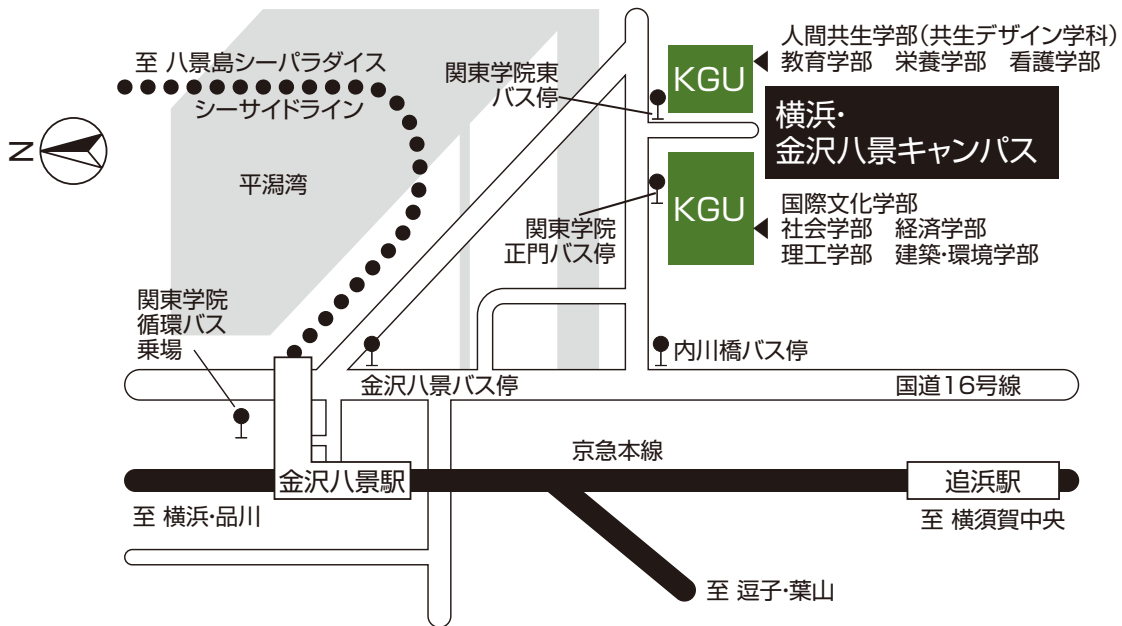 人間共生学部(共生デザイン学科)
教育学部　栄養学部　看護学部
至 八景島シーパラダイス
シーサイドライン
関東学院東
バス停
KGU
横浜・
金沢八景キャンパス
N
平潟湾
KGU
国際文化学部
社会学部　経済学部
理工学部　建築・環境学部
関東学院
正門バス停
関東学院
循環バス
乗場
内川橋バス停
金沢八景バス停
国道16号線
京急本線
金沢八景駅
追浜駅
至 横浜・品川
至 横須賀中央
至 逗子・葉山